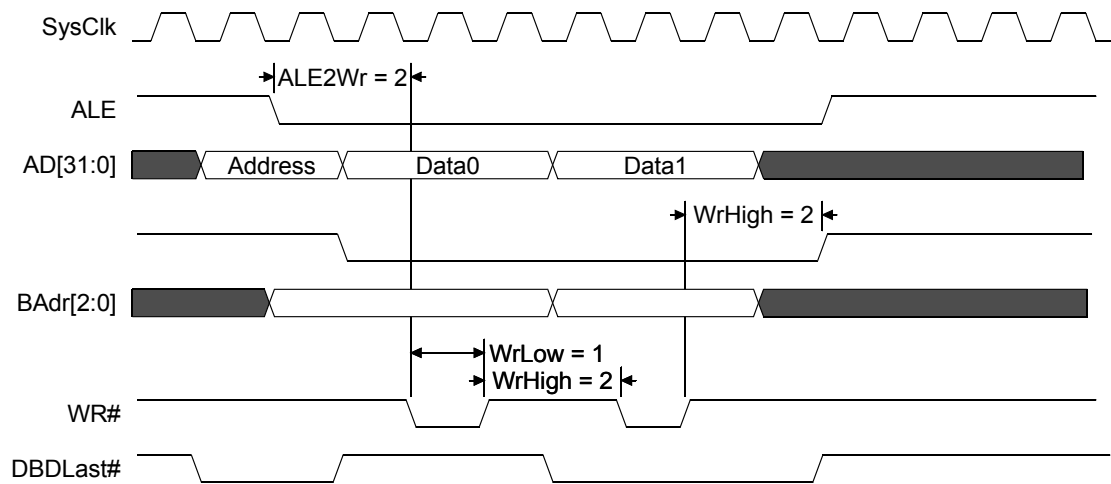 SysClk
ALE2Wr = 2
ALE
AD[31:0]
Address
Data0
Data1
WrHigh = 2
BAdr[2:0]
WrLow = 1
WrHigh = 2
WR#
DBDLast#